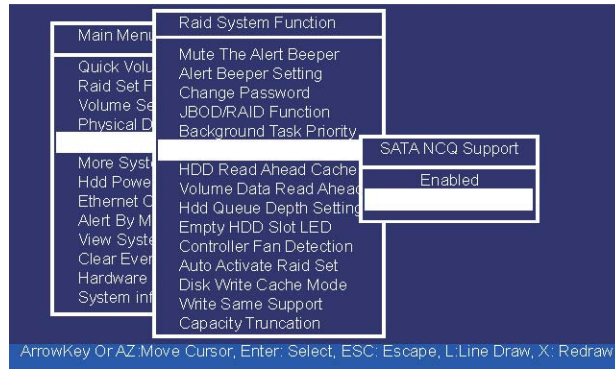 Main Menu
Quick Volu
Raid Set F
Volume Se
Physical D
More Syste
Hdd Powe
Ethernet C
Alert By M
View Syste
Clear Even
Hardware
System inf
Raid System Function
Mute The Alert Beeper
Alert Beeper Setting
Change Password
JBOD/RAID Function
Background Task Priority
HDD Read Ahead Cache
Volume Data Read Ahead
Hdd Queue Depth Setting
Empty HDD Slot LED
Controller Fan Detection
Auto Activate Raid Set
Disk Write Cache Mode
Write Same Support
Capacity Truncation
SATA NCQ Support
Enabled
ArrowKey Or AZ:Move Cursor, Enter: Select, ESC: Escape, L:Line Draw, X: Redraw